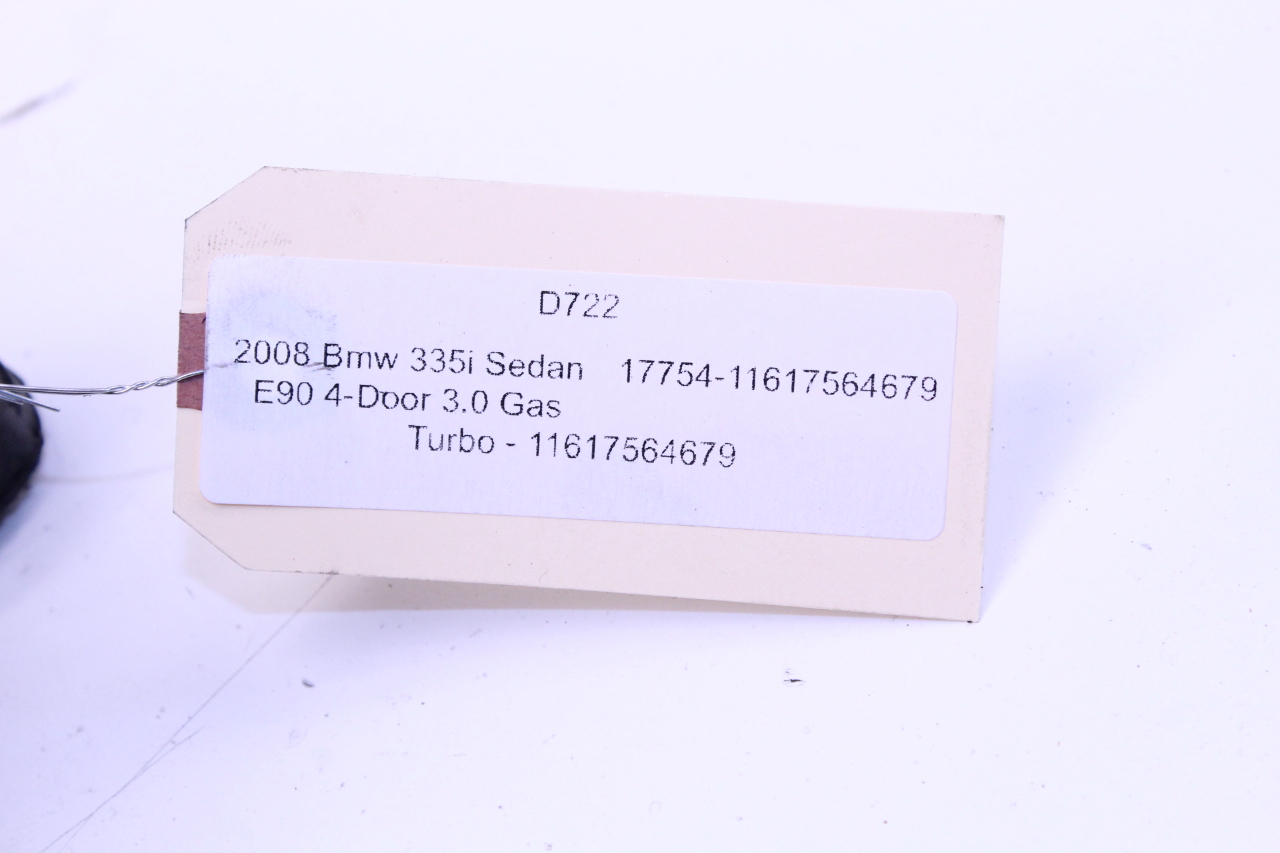 D722
2008 Bmw 335i Sedan 17754-11617564679
E90 4-Door 3.0 Gas
Turbo - 11617564679